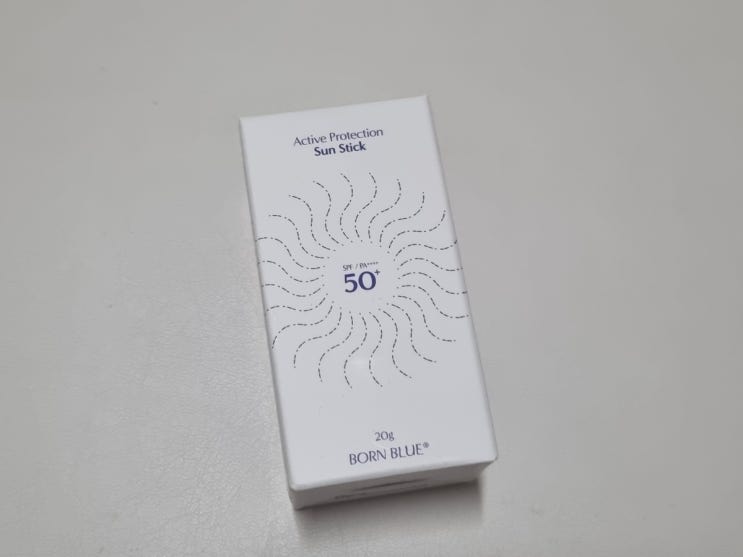 Active Protection
Sun Stick
SPF / PA++++
50+
20g
BORN BLUE®